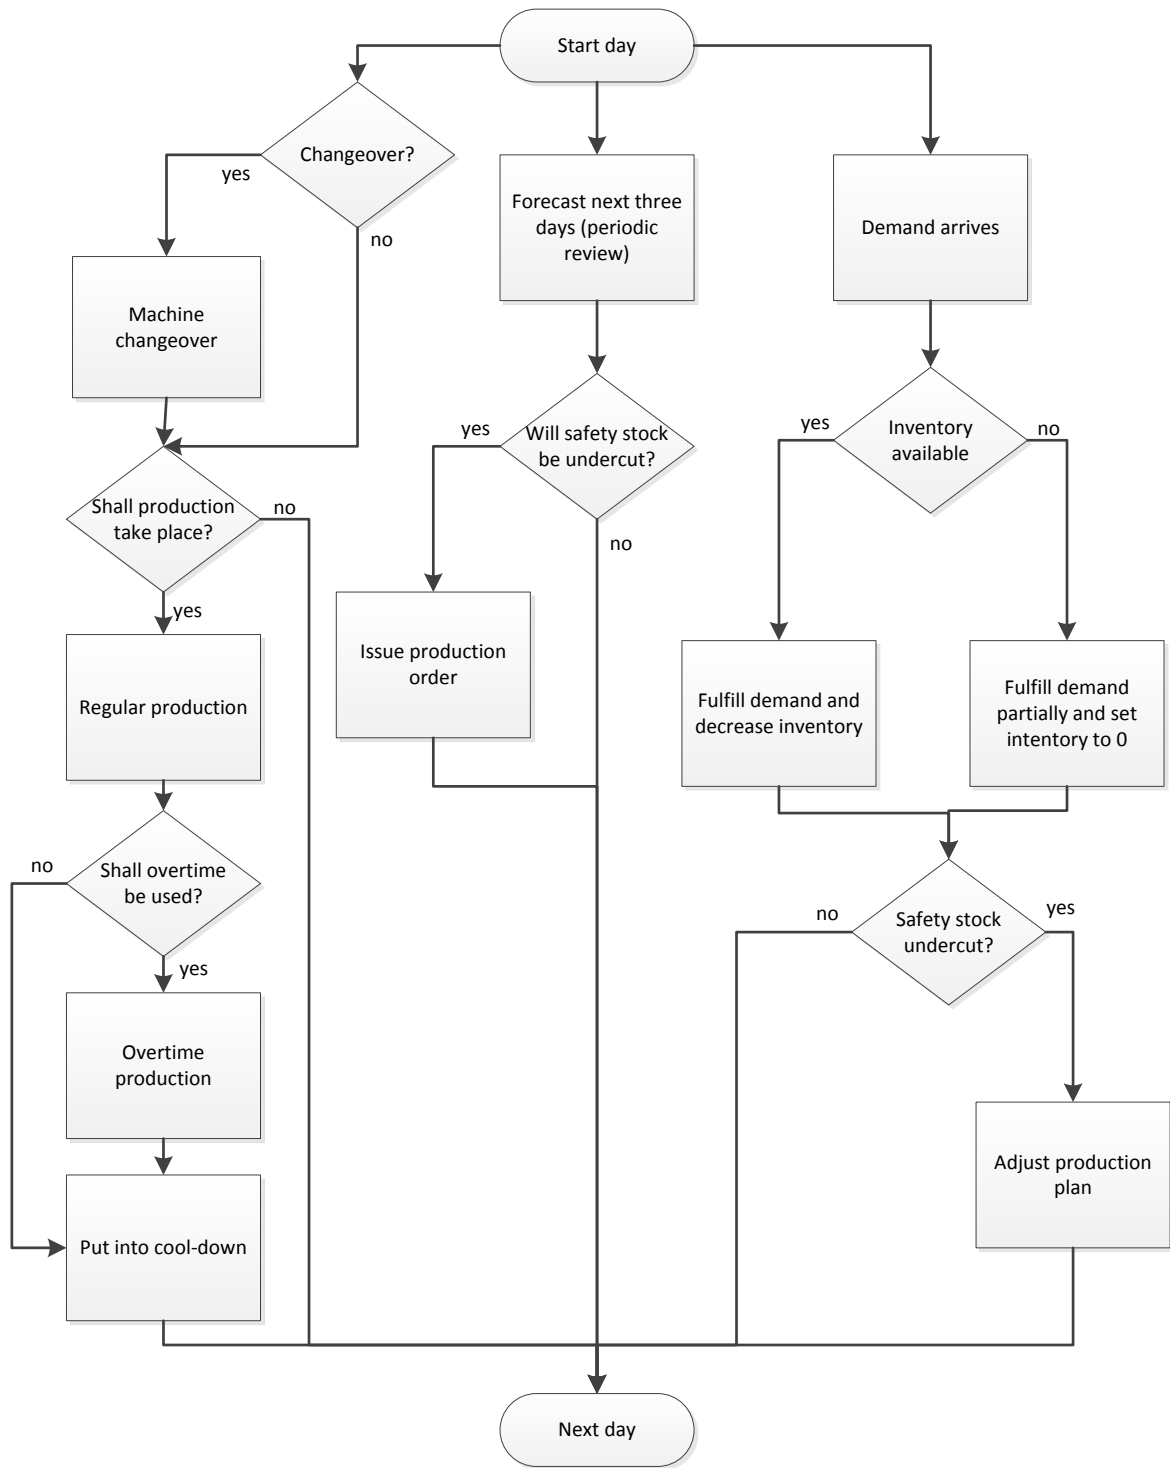 Start day
Changeover?
yes
no
Forecast next three
days (periodic
review)
Demand arrives
Machine
changeover
yes
Will safety stock
be undercut?
no
yes
Inventory
available
no
Shall production
take place?
no
yes
Issue production
order
Regular production
Fulfill demand and
decrease inventory
Fulfill demand
partially and set
intentory to 0
no
Shall overtime
be used?
yes
no
Safety stock
undercut?
yes
Overtime
production
Adjust production
plan
Put into cool-down
Next day